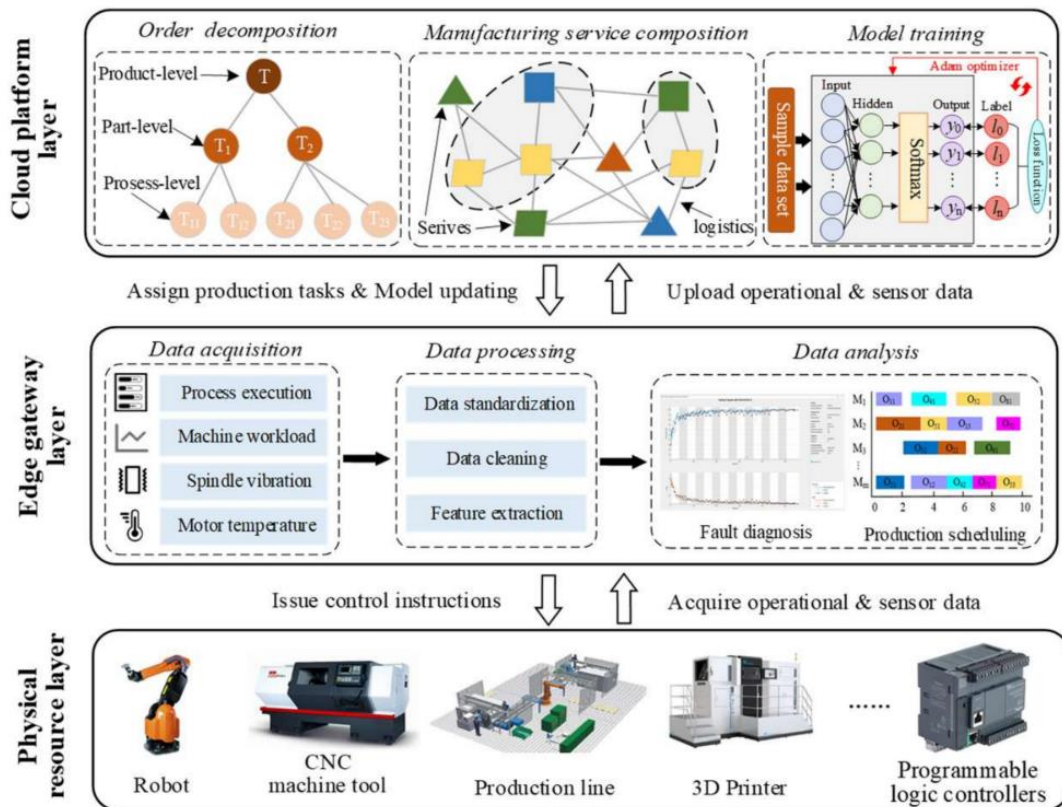 Cloud platform
layer
Order decomposition
Product-level
T
Part-level
T1
T2
Prosess-level
T11
T12
T21
T22
T23
Manufacturing service composition
Serives
logistics
Model training
Adam optimizer
Input
Hidden
Output
Label
Sample data set
Softmax
y0
y1
yn
l0
l1
ln
Loss function
Assign production tasks & Model updating
Upload operational & sensor data
Edge gateway
layer
Data acquisition
Process execution
Machine workload
Spindle vibration
Motor temperature
Data processing
Data standardization
Data cleaning
Feature extraction
Data analysis
Fault diagnosis
M1
M2
M3
Mm
0 2 4 6 8 10
Production scheduling
Issue control instructions
Acquire operational & sensor data
Physical
resource layer
Robot
CNC
machine tool
Production line
3D Printer
......
Programmable
logic controllers